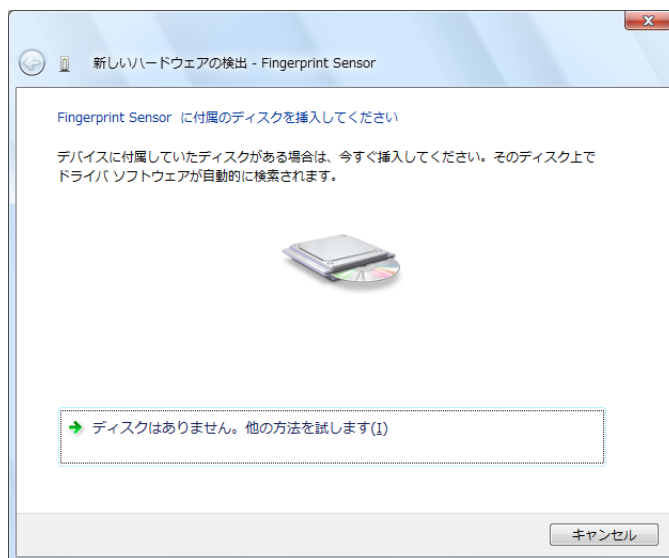 新しいハードウェアの検出 - Fingerprint Sensor
Fingerprint Sensor に付属のディスクを挿入してください
デバイスに付属していたディスクがある場合は、今すぐ挿入してください。そのディスク上で
ドライバ ソフトウェアが自動的に検索されます。
ディスクはありません。他の方法を試します(I)
キャンセル